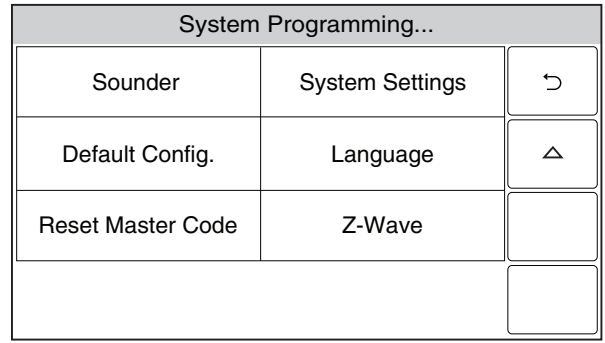 System Programming...
Sounder
System Settings
Default Config.
Language
Reset Master Code
Z-Wave